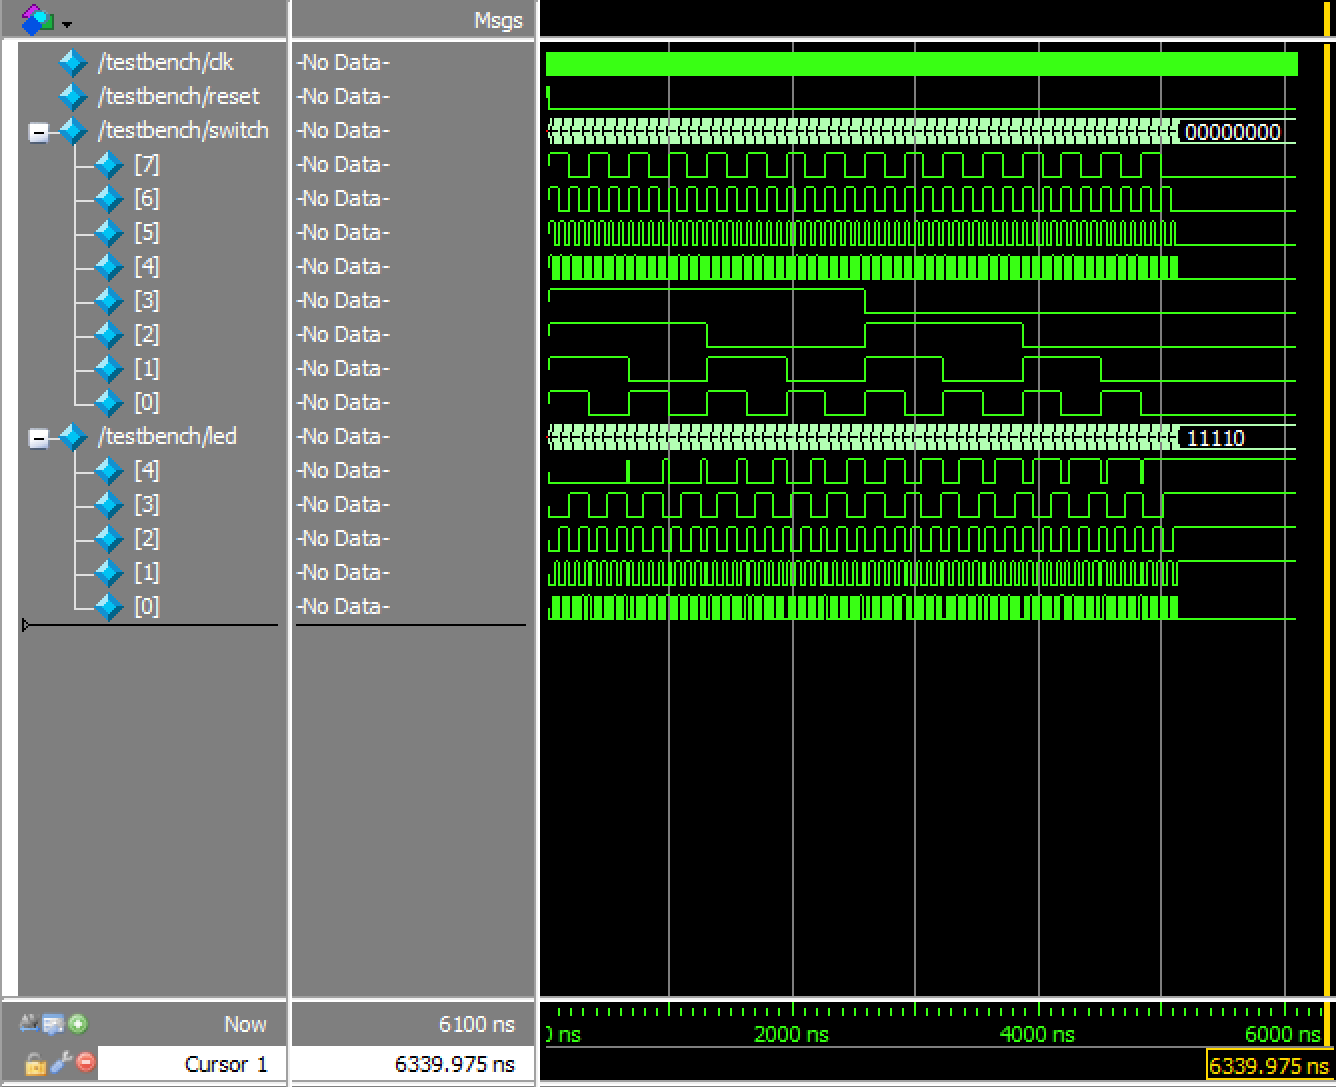 Msgs
/testbench/clk -No Data-
/testbench/reset -No Data-
/testbench/switch -No Data- 00000000
[7] -No Data-
[6] -No Data-
[5] -No Data-
[4] -No Data-
[3] -No Data-
[2] -No Data-
[1] -No Data-
[0] -No Data-
/testbench/led -No Data- 11110
[4] -No Data-
[3] -No Data-
[2] -No Data-
[1] -No Data-
[0] -No Data-
Now 6100 ns 0 ns 2000 ns 4000 ns 6000 ns
Cursor 1 6339.975 ns 6339.975 ns